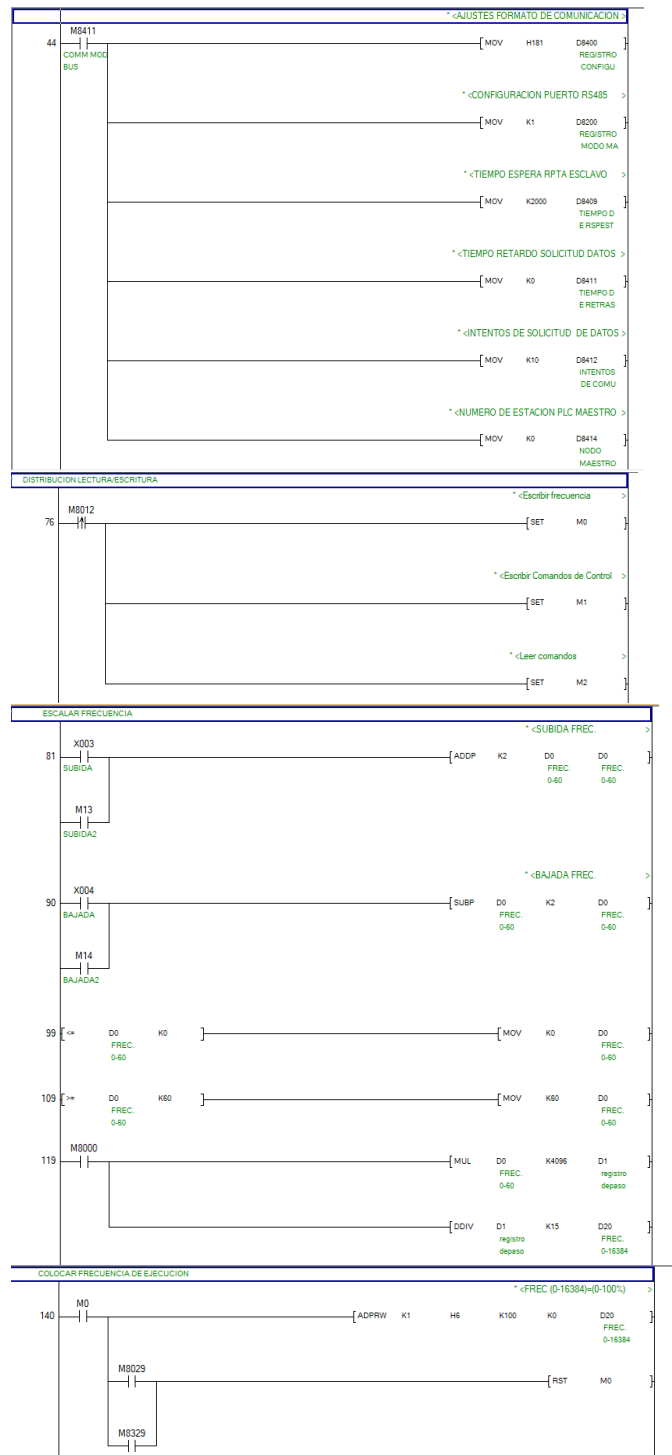 * <AJUSTES FORMATO DE COMUNICACION >
M8411
44 [ MOV H181 D8400 ]
COMM MOD REGISTRO
BUS CONFIGU
* <CONFIGURACION PUERTO RS485 >
[ MOV K1 D8200 ]
REGISTRO
MODO MA
* <TIEMPO ESPERA RPTA ESCLAVO >
[ MOV K2000 D8409 ]
TIEMPO D
E RSPEST
* <TIEMPO RETARDO SOLICITUD DATOS >
[ MOV K0 D8411 ]
TIEMPO D
E RETRAS
* <INTENTOS DE SOLICITUD DE DATOS >
[ MOV K10 D8412 ]
INTENTOS
DE COMU
* <NUMERO DE ESTACION PLC MAESTRO >
[ MOV K0 D8414 ]
NODO
MAESTRO
DISTRIBUCION LECTURA/ESCRITURA
* <Escribir frecuencia >
M8012
76 [ SET M0 ]
* <Escribir Comandos de Control >
[ SET M1 ]
* <Leer comandos >
[ SET M2 ]
ESCALAR FRECUENCIA
* <SUBIDA FREC. >
X003
81 [ ADDP K2 D0 D0 ]
SUBIDA FREC. FREC.
0-60 0-60
M13
SUBIDA2
* <BAJADA FREC. >
X004
90 [ SUBP D0 K2 D0 ]
BAJADA FREC. FREC.
0-60 0-60
M14
BAJADA2
99 [ <= D0 K0 ] [ MOV K0 D0 ]
FREC. FREC.
0-60 0-60
109 [ >= D0 K60 ] [ MOV K60 D0 ]
FREC. FREC.
0-60 0-60
M8000
119 [ MUL D0 K4096 D1 ]
FREC. registro
0-60 depaso
[ DDIV D1 K15 D20 ]
registro FREC.
depaso 0-16384
COLOCAR FRECUENCIA DE EJECUCION
* <FREC (0-16384)=(0-100%) >
M0
140 [ ADPRW K1 H6 K100 K0 D20 ]
FREC.
0-16384
M8029
[ RST M0 ]
M8329